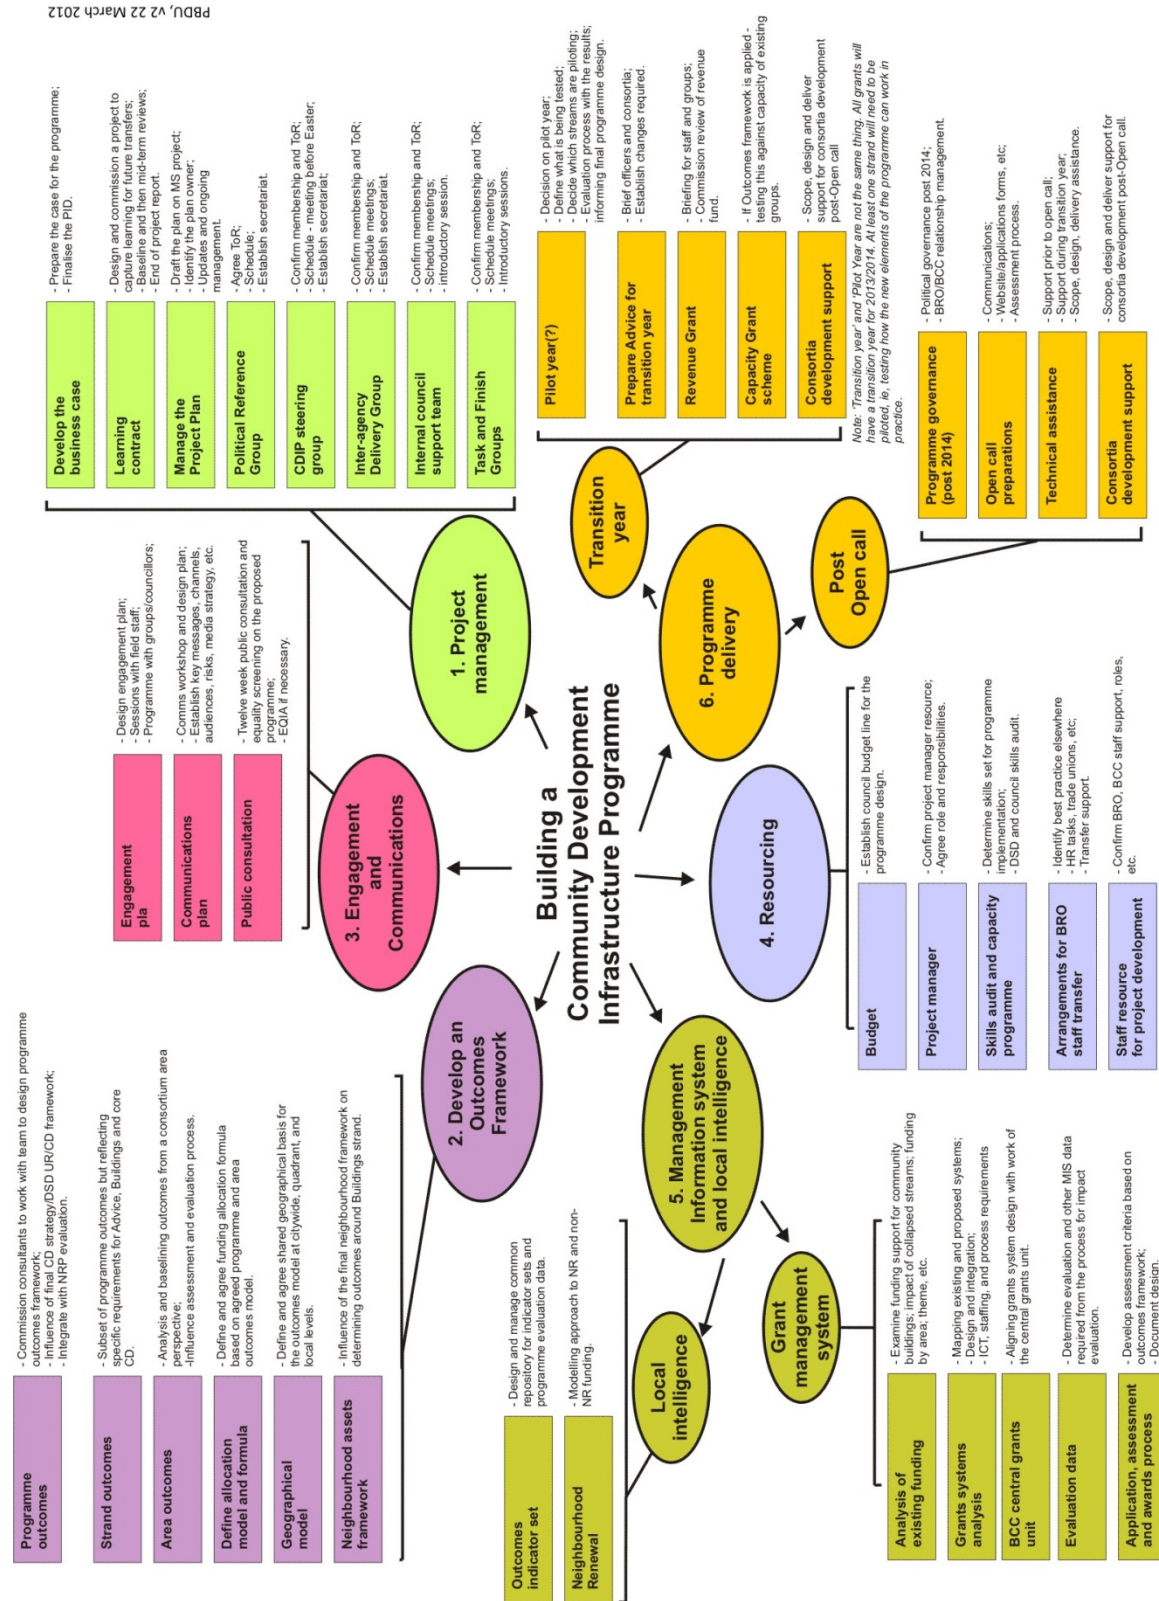 PBDU, v2 22 March 2012
Building a
Community Development
Infrastructure Programme
1. Project
management
Develop the
business case
- Prepare the case for the programme;
- Finalise the PID.
Learning
contract
- Design and commission a project to
capture learning for future transfers;
- Baseline and then mid-term reviews;
- End of project report.
Manage the
Project Plan
- Draft the plan on MS project;
- Identify the plan owner;
- Updates and ongoing
management.
Political Reference
Group
- Agree ToR;
- Schedule;
- Establish secretariat.
CDIP steering
group
- Confirm membership and ToR;
- Schedule - meeting before Easter;
- Establish secretariat.
Inter-agency
Delivery Group
- Confirm membership and ToR;
- Schedule meetings;
- Establish secretariat.
Internal council
support team
- Confirm membership and ToR;
- Schedule meetings;
- introductory session.
Task and Finish
Groups
- Confirm membership and ToR;
- Schedule meetings;
- Introductory sessions.
2. Develop an
Outcomes
Framework
Programme
outcomes
- Commission consultants to work with team to design programme
outcomes framework;
- Influence of final CD strategy/DSD UR/CD framework;
- Integrate with NRP evaluation.
Strand outcomes
- Subset of programme outcomes but reflecting
specific requirements for Advice, Buildings and core
CD.
Area outcomes
- Analysis and baselining outcomes from a consortium area
perspective;
-Influence assessment and evaluation process.
Define allocation
model and formula
- Define and agree funding allocation formula
based on agreed programme and area
outcomes model.
Geographical
model
- Define and agree shared geographical basis for
the outcomes model at citywide, quadrant, and
local levels.
Neighbourhood assets
framework
- Influence of the final neighbourhood framework on
determining outcomes around Buildings strand.
3. Engagement
and
Communications
Engagement
pla
- Design engagement plan;
- Sessions with field staff;
- Programme with groups/councillors;
Communications
plan
- Comms workshop and design plan;
- Establish key messages, channels,
audiences, risks, media strategy, etc.
Public consultation
- Twelve week public consultation and
equality screening on the proposed
programme;
- EQIA if necessary.
4. Resourcing
Budget
- Establish council budget line for the
programme design.
Project manager
- Confirm project manager resource;
- Agree role and responsibilities.
Skills audit and capacity
programme
- Determine skills set for programme
implementation;
- DSD and council skills audit.
Arrangements for BRO
staff transfer
- Identify best practice elsewhere
- HR tasks, trade unions, etc;
- Transfer support.
Staff resource
for project development
- Confirm BRO, BCC staff support, roles,
etc.
5. Management
Information system
and local intelligence
Local
intelligence
Outcomes
indicator set
- Design and manage common
repository for indicator sets and
programme evaluation data.
Neighbourhood
Renewal
- Modelling approach to NR and non-
NR funding.
Grant
management
system
Analysis of
existing funding
- Examine funding support for community
buildings; impact of collapsed streams; funding
by area; theme, etc.
Grants systems
analysis
- Mapping existing and proposed systems;
- Design and integration;
- ICT, staffing, and process requirements
BCC central grants
unit
- Aligning grants system design with work of
the central grants unit.
Evaluation data
- Determine evaluation and other MIS data
required from the process for impact
evaluation.
Application, assessment
and awards process
- Develop assessment criteria based on
outcomes framework;
- Document design.
6. Programme
delivery
Transition
year
Pilot year(?)
- Decision on pilot year;
- Define what is being tested;
- Decide which streams are piloting;
- Evaluation process with the results;
informing final programme design.
Prepare Advice for
transition year
- Brief officers and consortia;
- Establish changes required.
Revenue Grant
- Briefing for staff and groups;
- Commission review of revenue
fund.
Capacity Grant
scheme
- If Outcomes framework is applied -
testing this against capacity of existing
groups.
Consortia
development support
- Scope, design and deliver
support for consortia development
post-Open call
Note: 'Transition year' and 'Pilot Year are not the same thing. All grants will
have a transition year for 2013/2014. At least one strand will need to be
piloted, ie, testing how the new elements of the programme can work in
practice.
Post
Open call
Programme governance
(post 2014)
- Political governance post 2014;
- BRO/BCC relationship management.
Open call
preparations
- Communications;
- Website/applications forms, etc;
- Assessment process.
Technical assistance
- Support prior to open call;
- Support during transition year;
- Scope, design, delivery assistance.
Consortia
development support
- Scope, design and deliver support for
consortia development post-Open call.